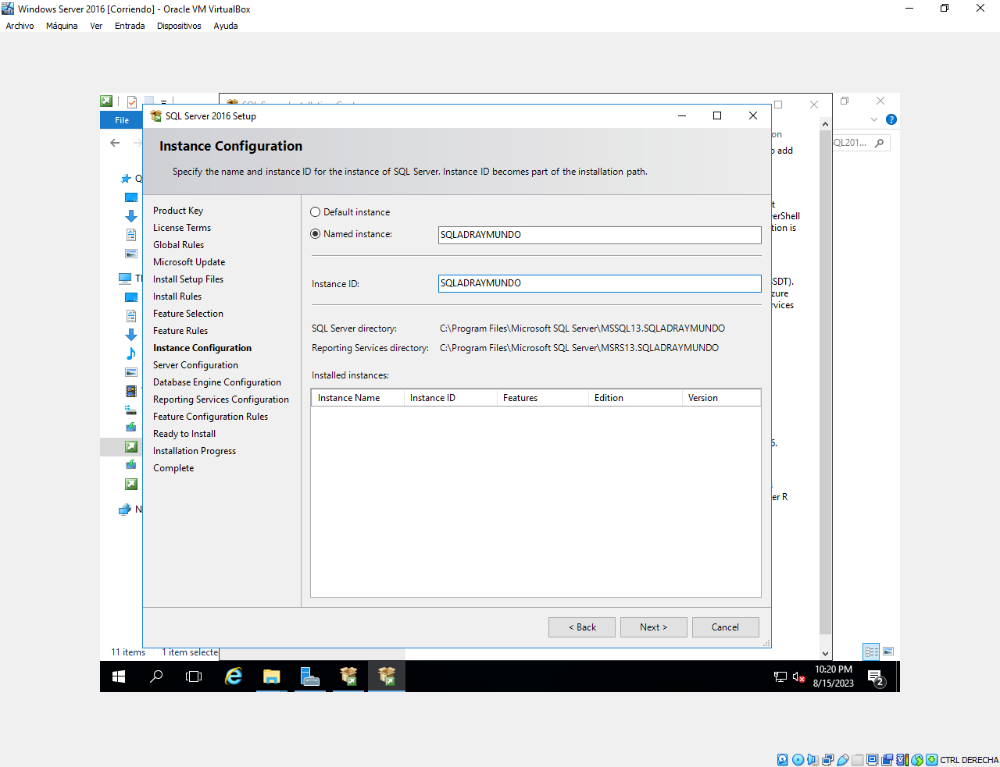 Windows Server 2016 [Corriendo] - Oracle VM VirtualBox
Archivo Máquina Ver Entrada Dispositivos Ayuda
File
SQL201...
SQL Server 2016 Setup
Instance Configuration
Specify the name and instance ID for the instance of SQL Server. Instance ID becomes part of the installation path.
Product Key
License Terms
Global Rules
Microsoft Update
Install Setup Files
Install Rules
Feature Selection
Feature Rules
Instance Configuration
Server Configuration
Database Engine Configuration
Reporting Services Configuration
Feature Configuration Rules
Ready to Install
Installation Progress
Complete
Default instance
Named instance: SQLADRAYMUNDO
Instance ID: SQLADRAYMUNDO
SQL Server directory: C:\Program Files\Microsoft SQL Server\MSSQL13.SQLADRAYMUNDO
Reporting Services directory: C:\Program Files\Microsoft SQL Server\MSRS13.SQLADRAYMUNDO
Installed instances:
Instance Name Instance ID Features Edition Version
< Back Next > Cancel
on
add
erShell
tion is
SSDT).
zure
rvices
6.
er R
11 items 1 item selecte
10:20 PM
8/15/2023
2
CTRL DERECHA